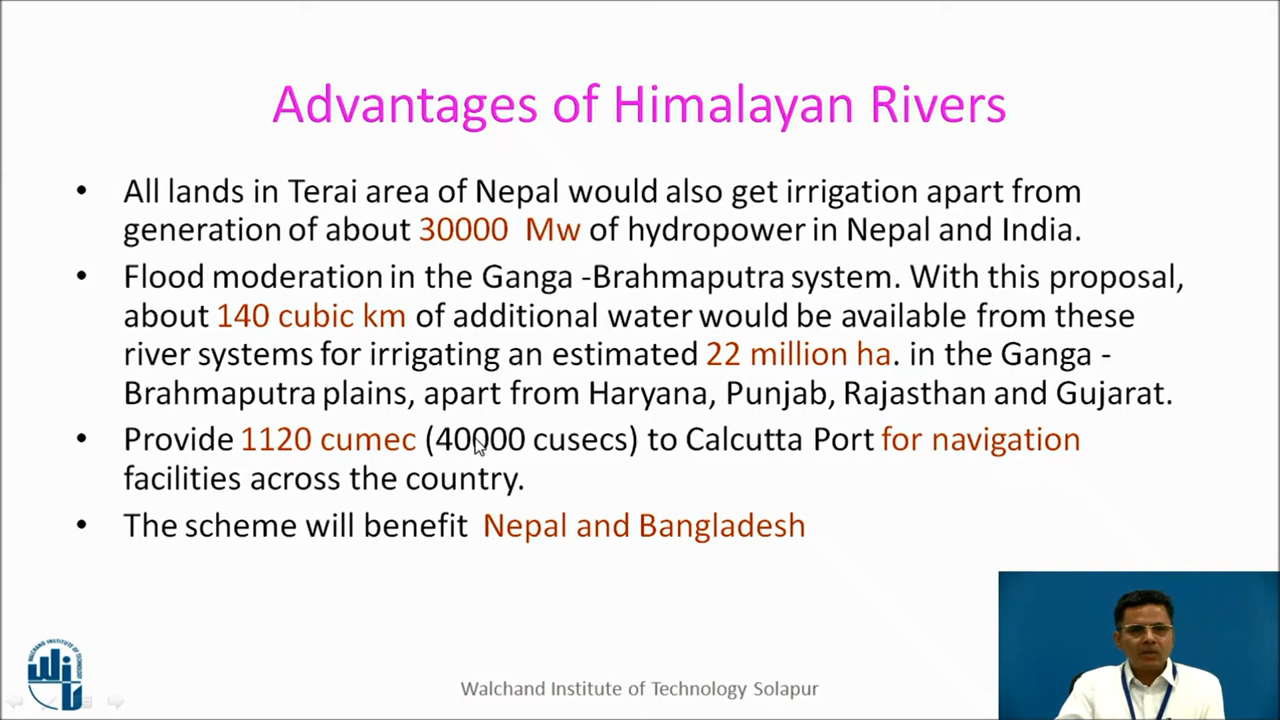 Advantages of Himalayan Rivers
• All lands in Terai area of Nepal would also get irrigation apart from
generation of about 30000 Mw of hydropower in Nepal and India.
• Flood moderation in the Ganga -Brahmaputra system. With this proposal,
about 140 cubic km of additional water would be available from these
river systems for irrigating an estimated 22 million ha. in the Ganga -
Brahmaputra plains, apart from Haryana, Punjab, Rajasthan and Gujarat.
• Provide 1120 cumec (40000 cusecs) to Calcutta Port for navigation
facilities across the country.
• The scheme will benefit Nepal and Bangladesh
WALCHAND INSTITUTE OF TECHNOLOGY
Walchand Institute of Technology Solapur